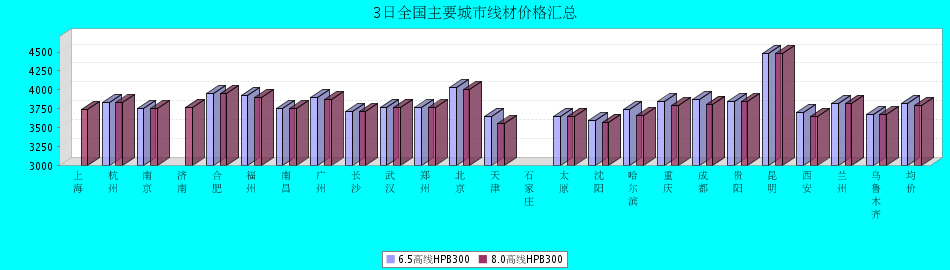 3日全国主要城市线材价格汇总
4500
4250
4000
3750
3500
3250
3000
上海
杭州
南京
济南
合肥
福州
南昌
广州
长沙
武汉
郑州
北京
天津
石家庄
太原
沈阳
哈尔滨
重庆
成都
贵阳
昆明
西安
兰州
乌鲁木齐
均价
6.5高线HPB300
8.0高线HPB300